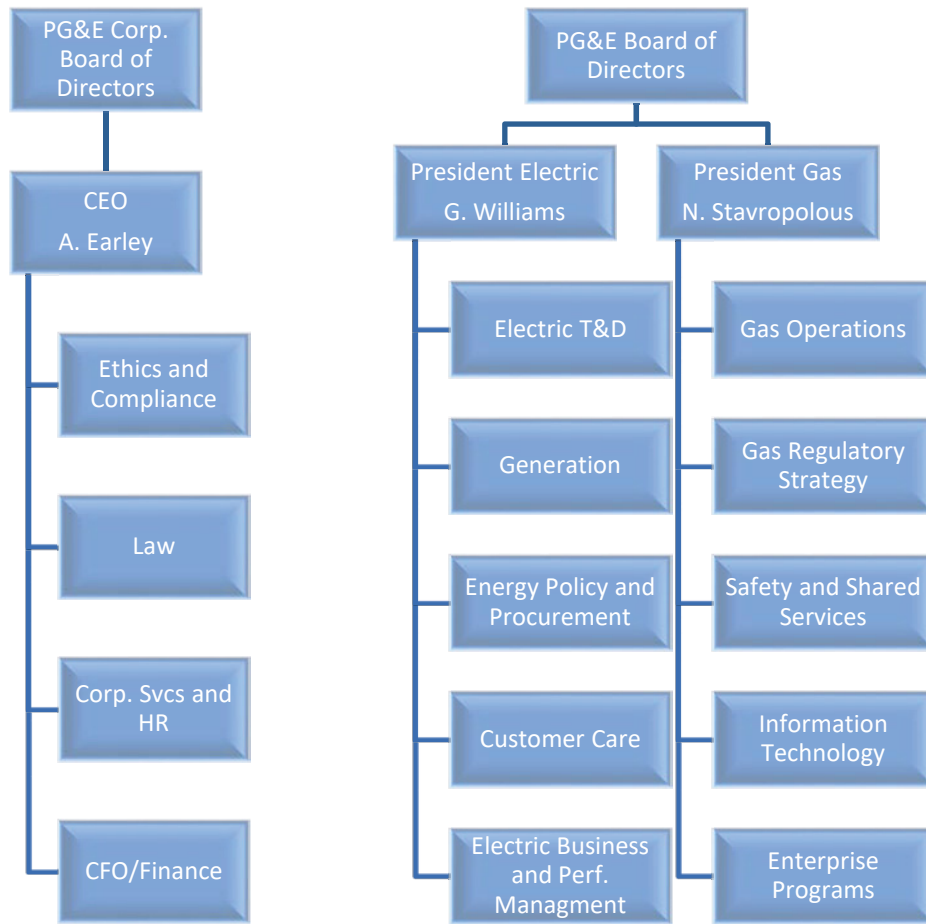 PG&E Corp.
Board of
Directors
CEO
A. Earley
Ethics and
Compliance
Law
Corp. Svcs and
HR
CFO/Finance
PG&E Board of
Directors
President Electric
G. Williams
Electric T&D
Generation
Energy Policy and
Procurement
Customer Care
Electric Business
and Perf.
Managment
President Gas
N. Stavropolous
Gas Operations
Gas Regulatory
Strategy
Safety and Shared
Services
Information
Technology
Enterprise
Programs